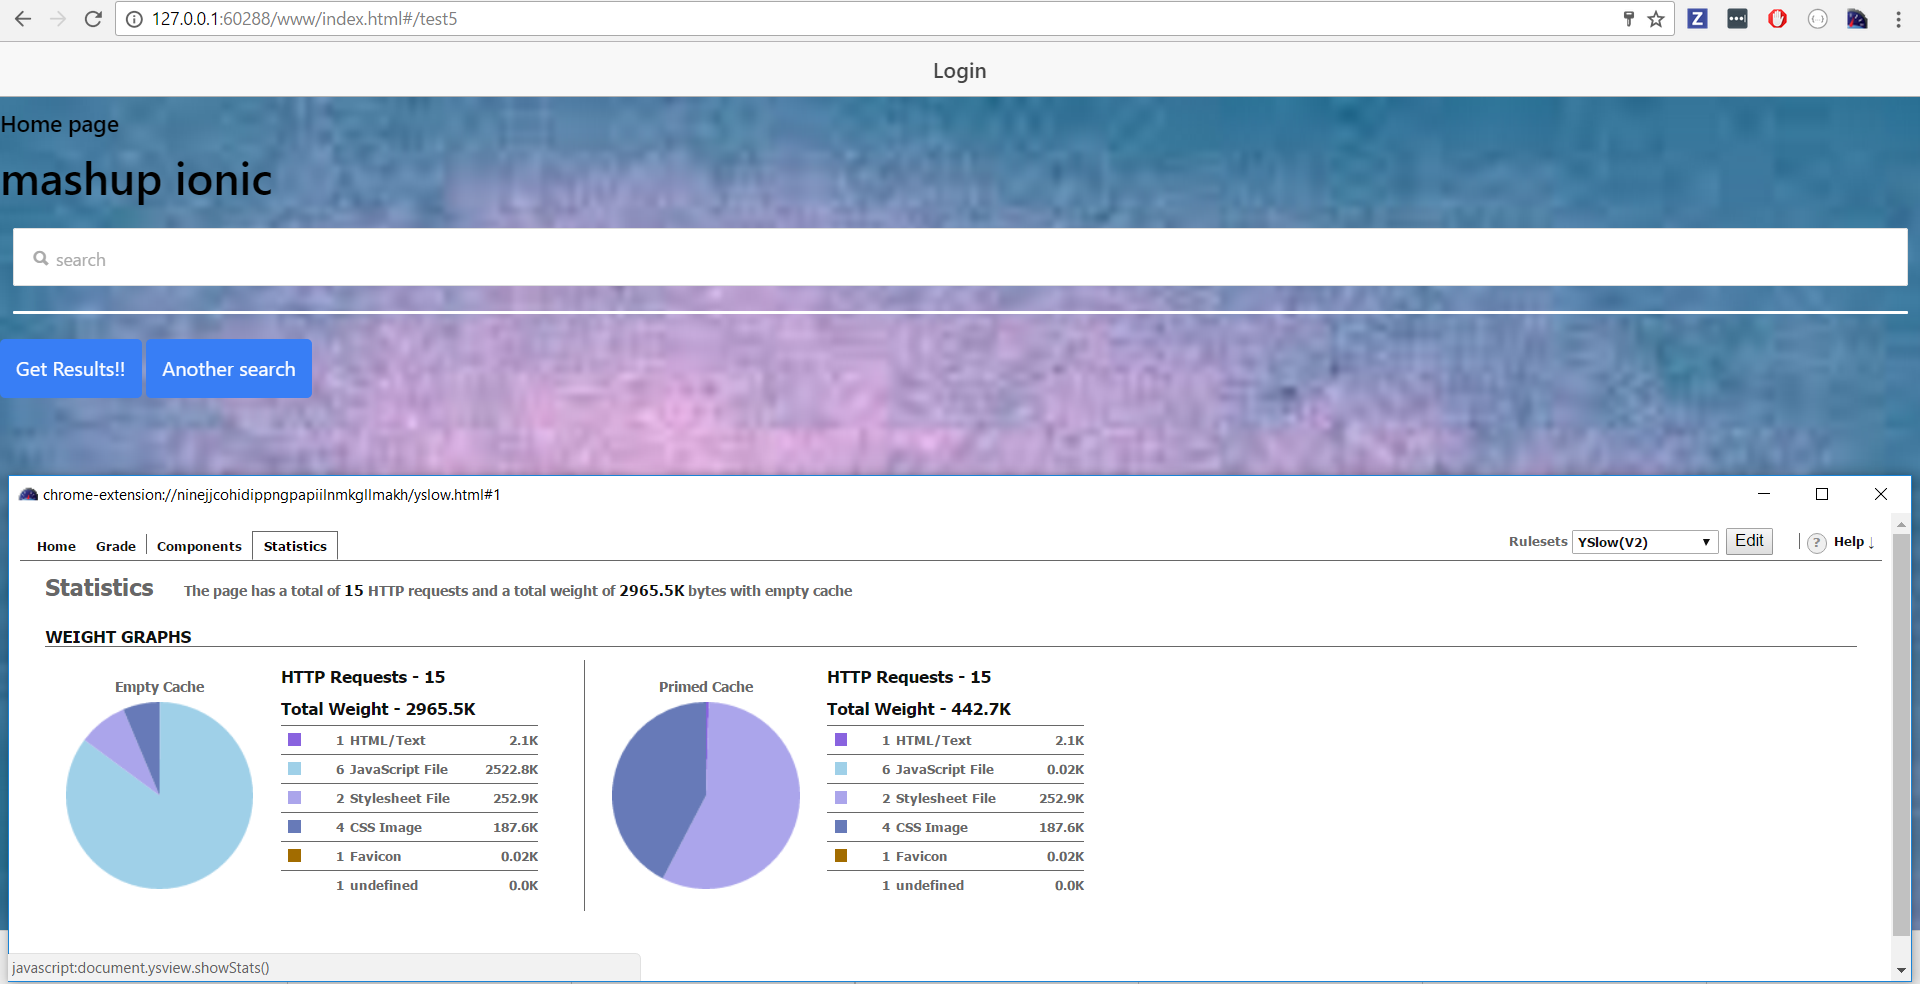 127.0.0.1:60288/www/index.html#/test5
Login
Home page
mashup ionic
search
Get Results!! Another search
chrome-extension://ninejjcohidippngpapiilnmkgllmakh/yslow.html#1
Home Grade Components Statistics Rulesets YSlow(V2) Edit ? Help ↓
Statistics The page has a total of 15 HTTP requests and a total weight of 2965.5K bytes with empty cache
WEIGHT GRAPHS
Empty Cache
HTTP Requests - 15
Total Weight - 2965.5K
1 HTML/Text 2.1K
6 JavaScript File 2522.8K
2 Stylesheet File 252.9K
4 CSS Image 187.6K
1 Favicon 0.02K
1 undefined 0.0K
Primed Cache
HTTP Requests - 15
Total Weight - 442.7K
1 HTML/Text 2.1K
6 JavaScript File 0.02K
2 Stylesheet File 252.9K
4 CSS Image 187.6K
1 Favicon 0.02K
1 undefined 0.0K
javascript:document.ysview.showStats()